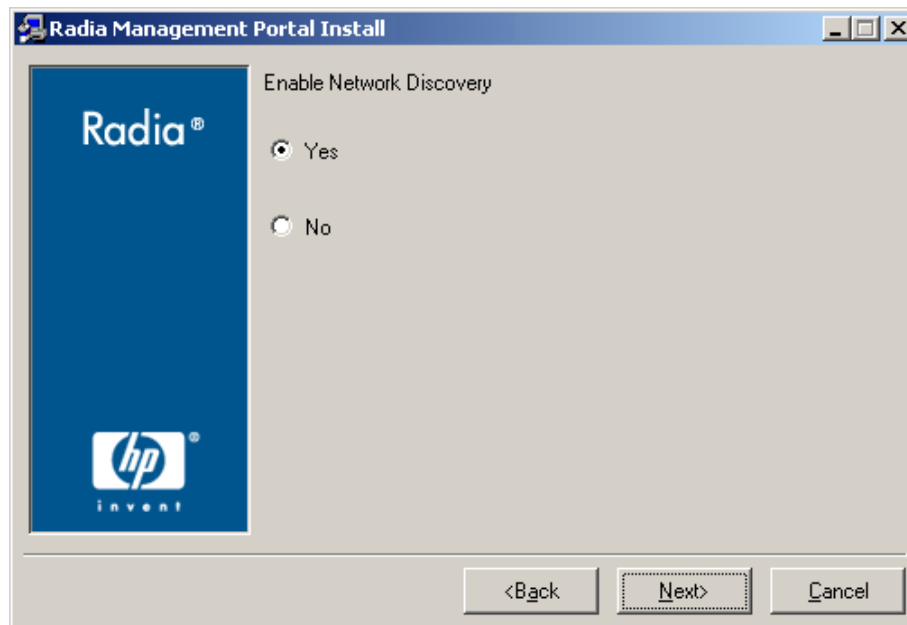 Radia Management Portal Install
Radia®
Enable Network Discovery
Yes
No
hp®
invent
<Back
Next>
Cancel